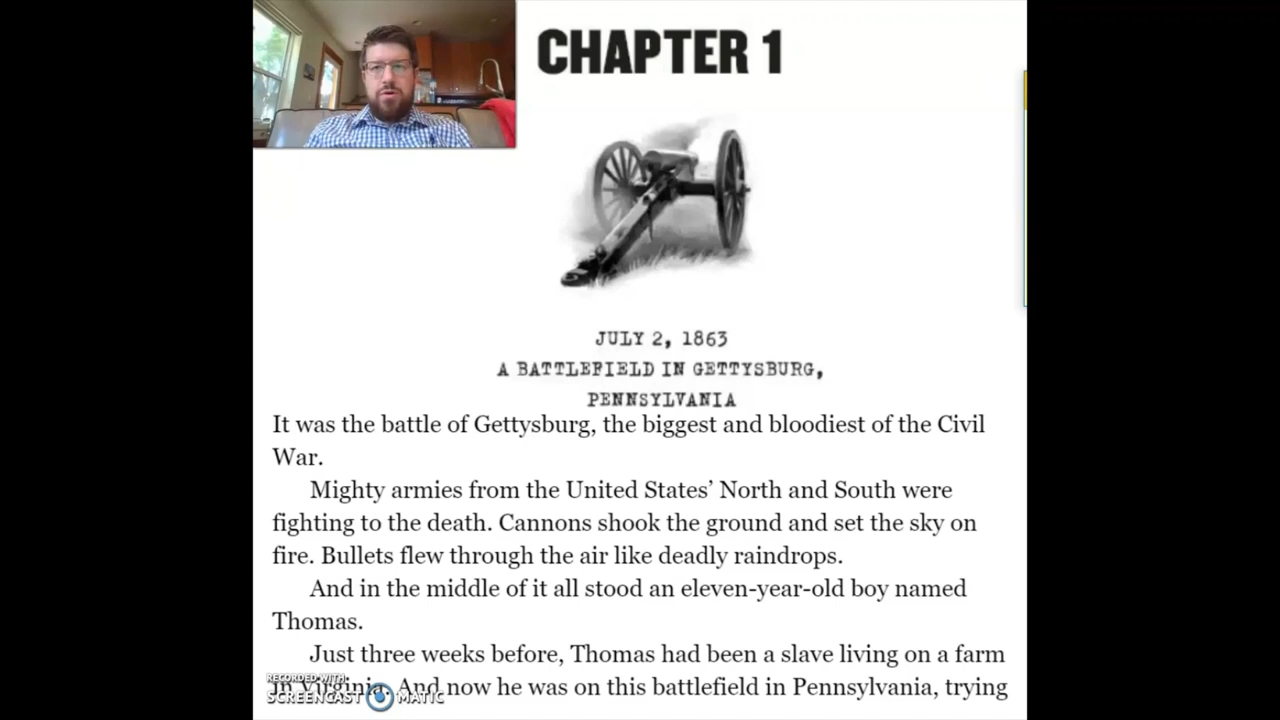 CHAPTER 1
JULY 2, 1863
A BATTLEFIELD IN GETTYSBURG,
PENNSYLVANIA
It was the battle of Gettysburg, the biggest and bloodiest of the Civil
War.
Mighty armies from the United States’ North and South were
fighting to the death. Cannons shook the ground and set the sky on
fire. Bullets flew through the air like deadly raindrops.
And in the middle of it all stood an eleven-year-old boy named
Thomas.
Just three weeks before, Thomas had been a slave living on a farm
in Virginia. And now he was on this battlefield in Pennsylvania, trying
RECORDED WITH
SCREENCAST MATIC